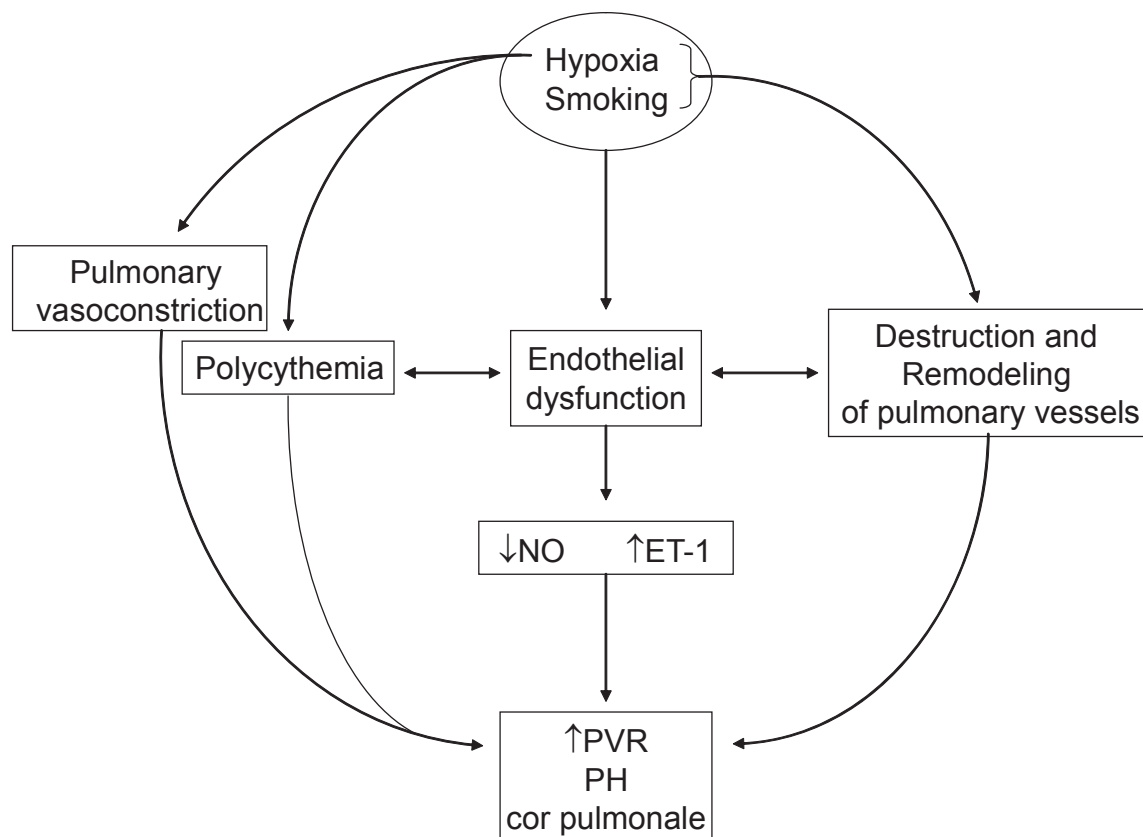 Hypoxia
Smoking
Pulmonary
vasoconstriction
Polycythemia
Endothelial
dysfunction
Destruction and
Remodeling
of pulmonary vessels
↓NO ↑ET-1
↑PVR
PH
cor pulmonale